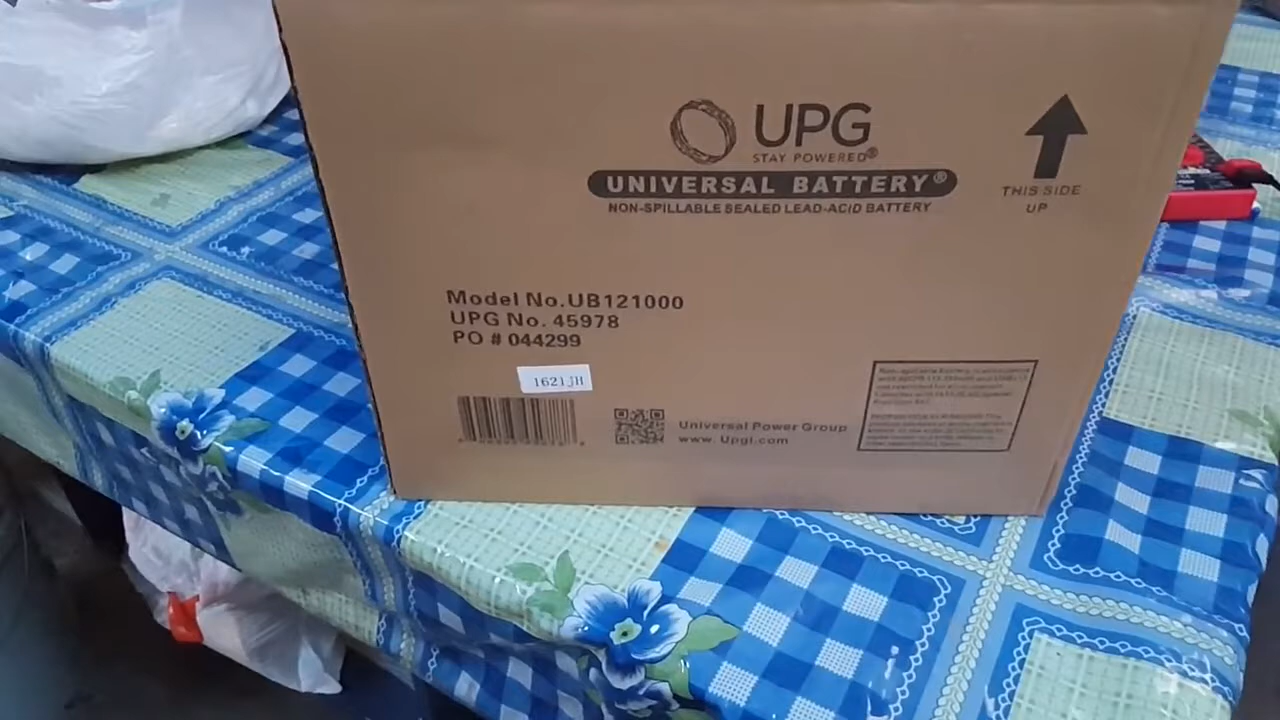 UPG
STAY POWERED®
UNIVERSAL BATTERY®
NON-SPILLABLE SEALED LEAD-ACID BATTERY
THIS SIDE
UP
Model No.UB121000
UPG No. 45978
PO # 044299
1621JH
Universal Power Group
www. Upgi.com